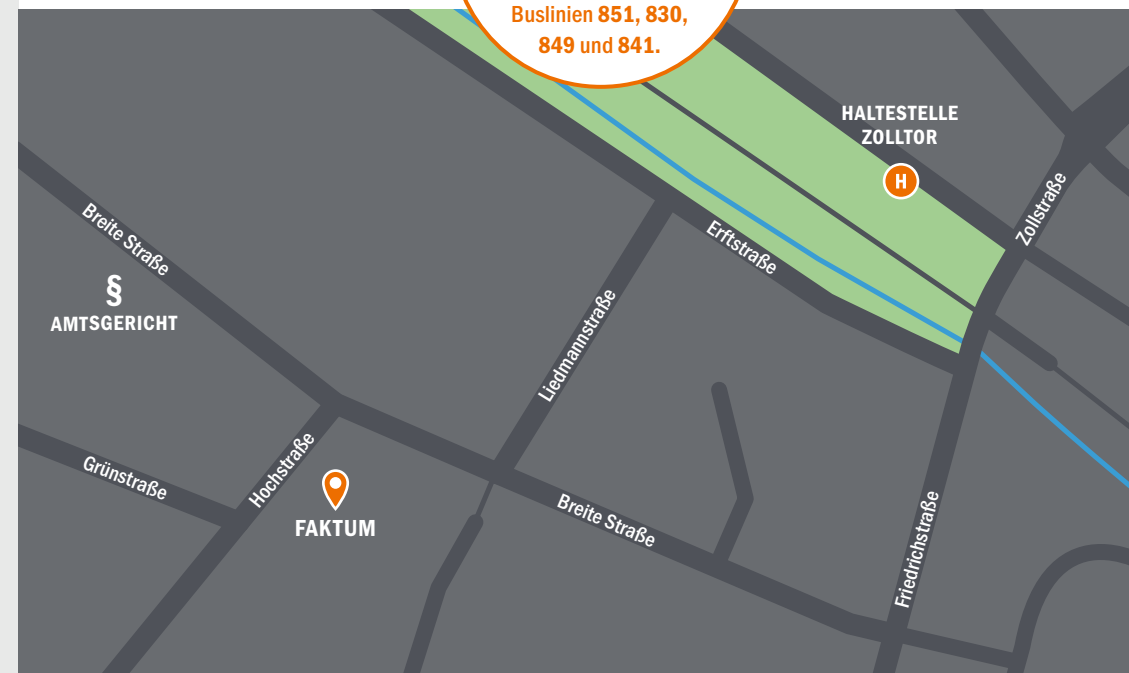 Buslinien 851, 830,
849 und 841.
HALTESTELLE
ZOLLTOR
H
Zollstraße
Breite Straße
Erftstraße
§
AMTSGERICHT
Liedmannstraße
Grünstraße
Hochstraße
FAKTUM
Breite Straße
Friedrichstraße